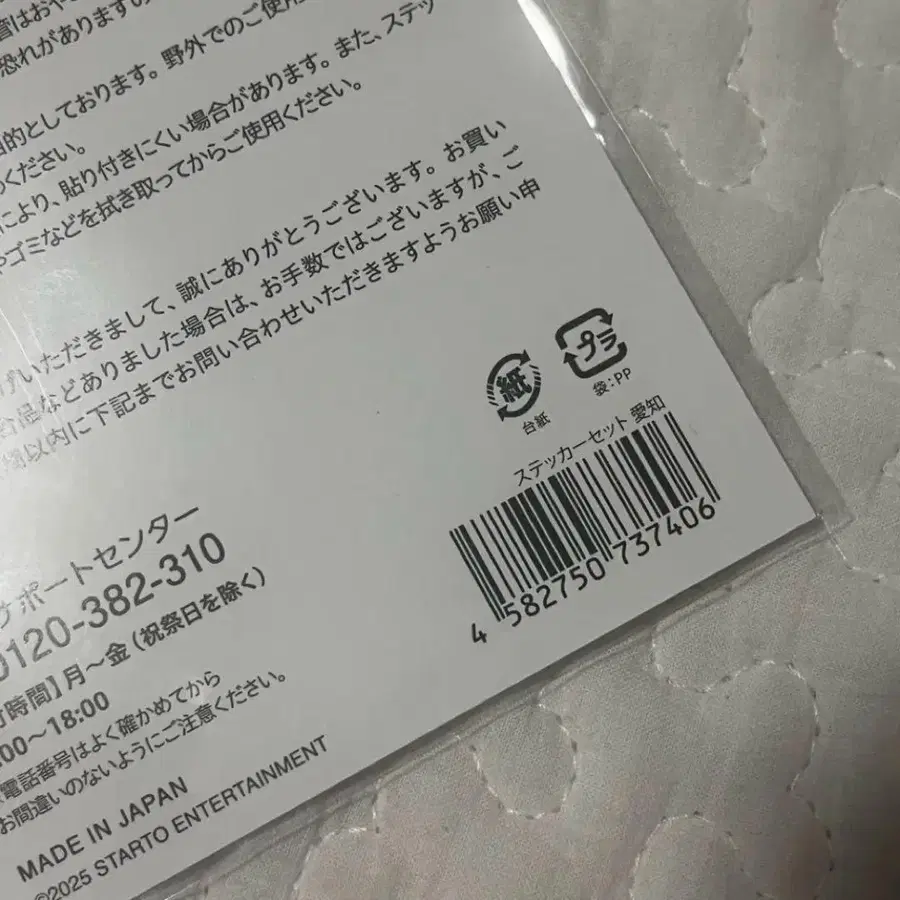 管はおやさ
恐れがありますの
目的としております。野外でのご使用
ください。
により、貼り付きにくい場合があります。また、ステッ
やゴミなどを拭き取ってからご使用ください。
いただきまして、誠にありがとうございます。お買い
品などありました場合は、お手数ではございますが、ご
以内に下記までお問い合わせいただきますようお願い申
紙
台紙
プラ
袋:PP
ステッカーセット 愛知
4 582750 737406
サポートセンター
0120-382-310
時間】月〜金(祝祭日を除く)
:00〜18:00
電話番号はよく確かめてから
お間違いのないようにご注意ください。
MADE IN JAPAN
©2025 STARTO ENTERTAINMENT